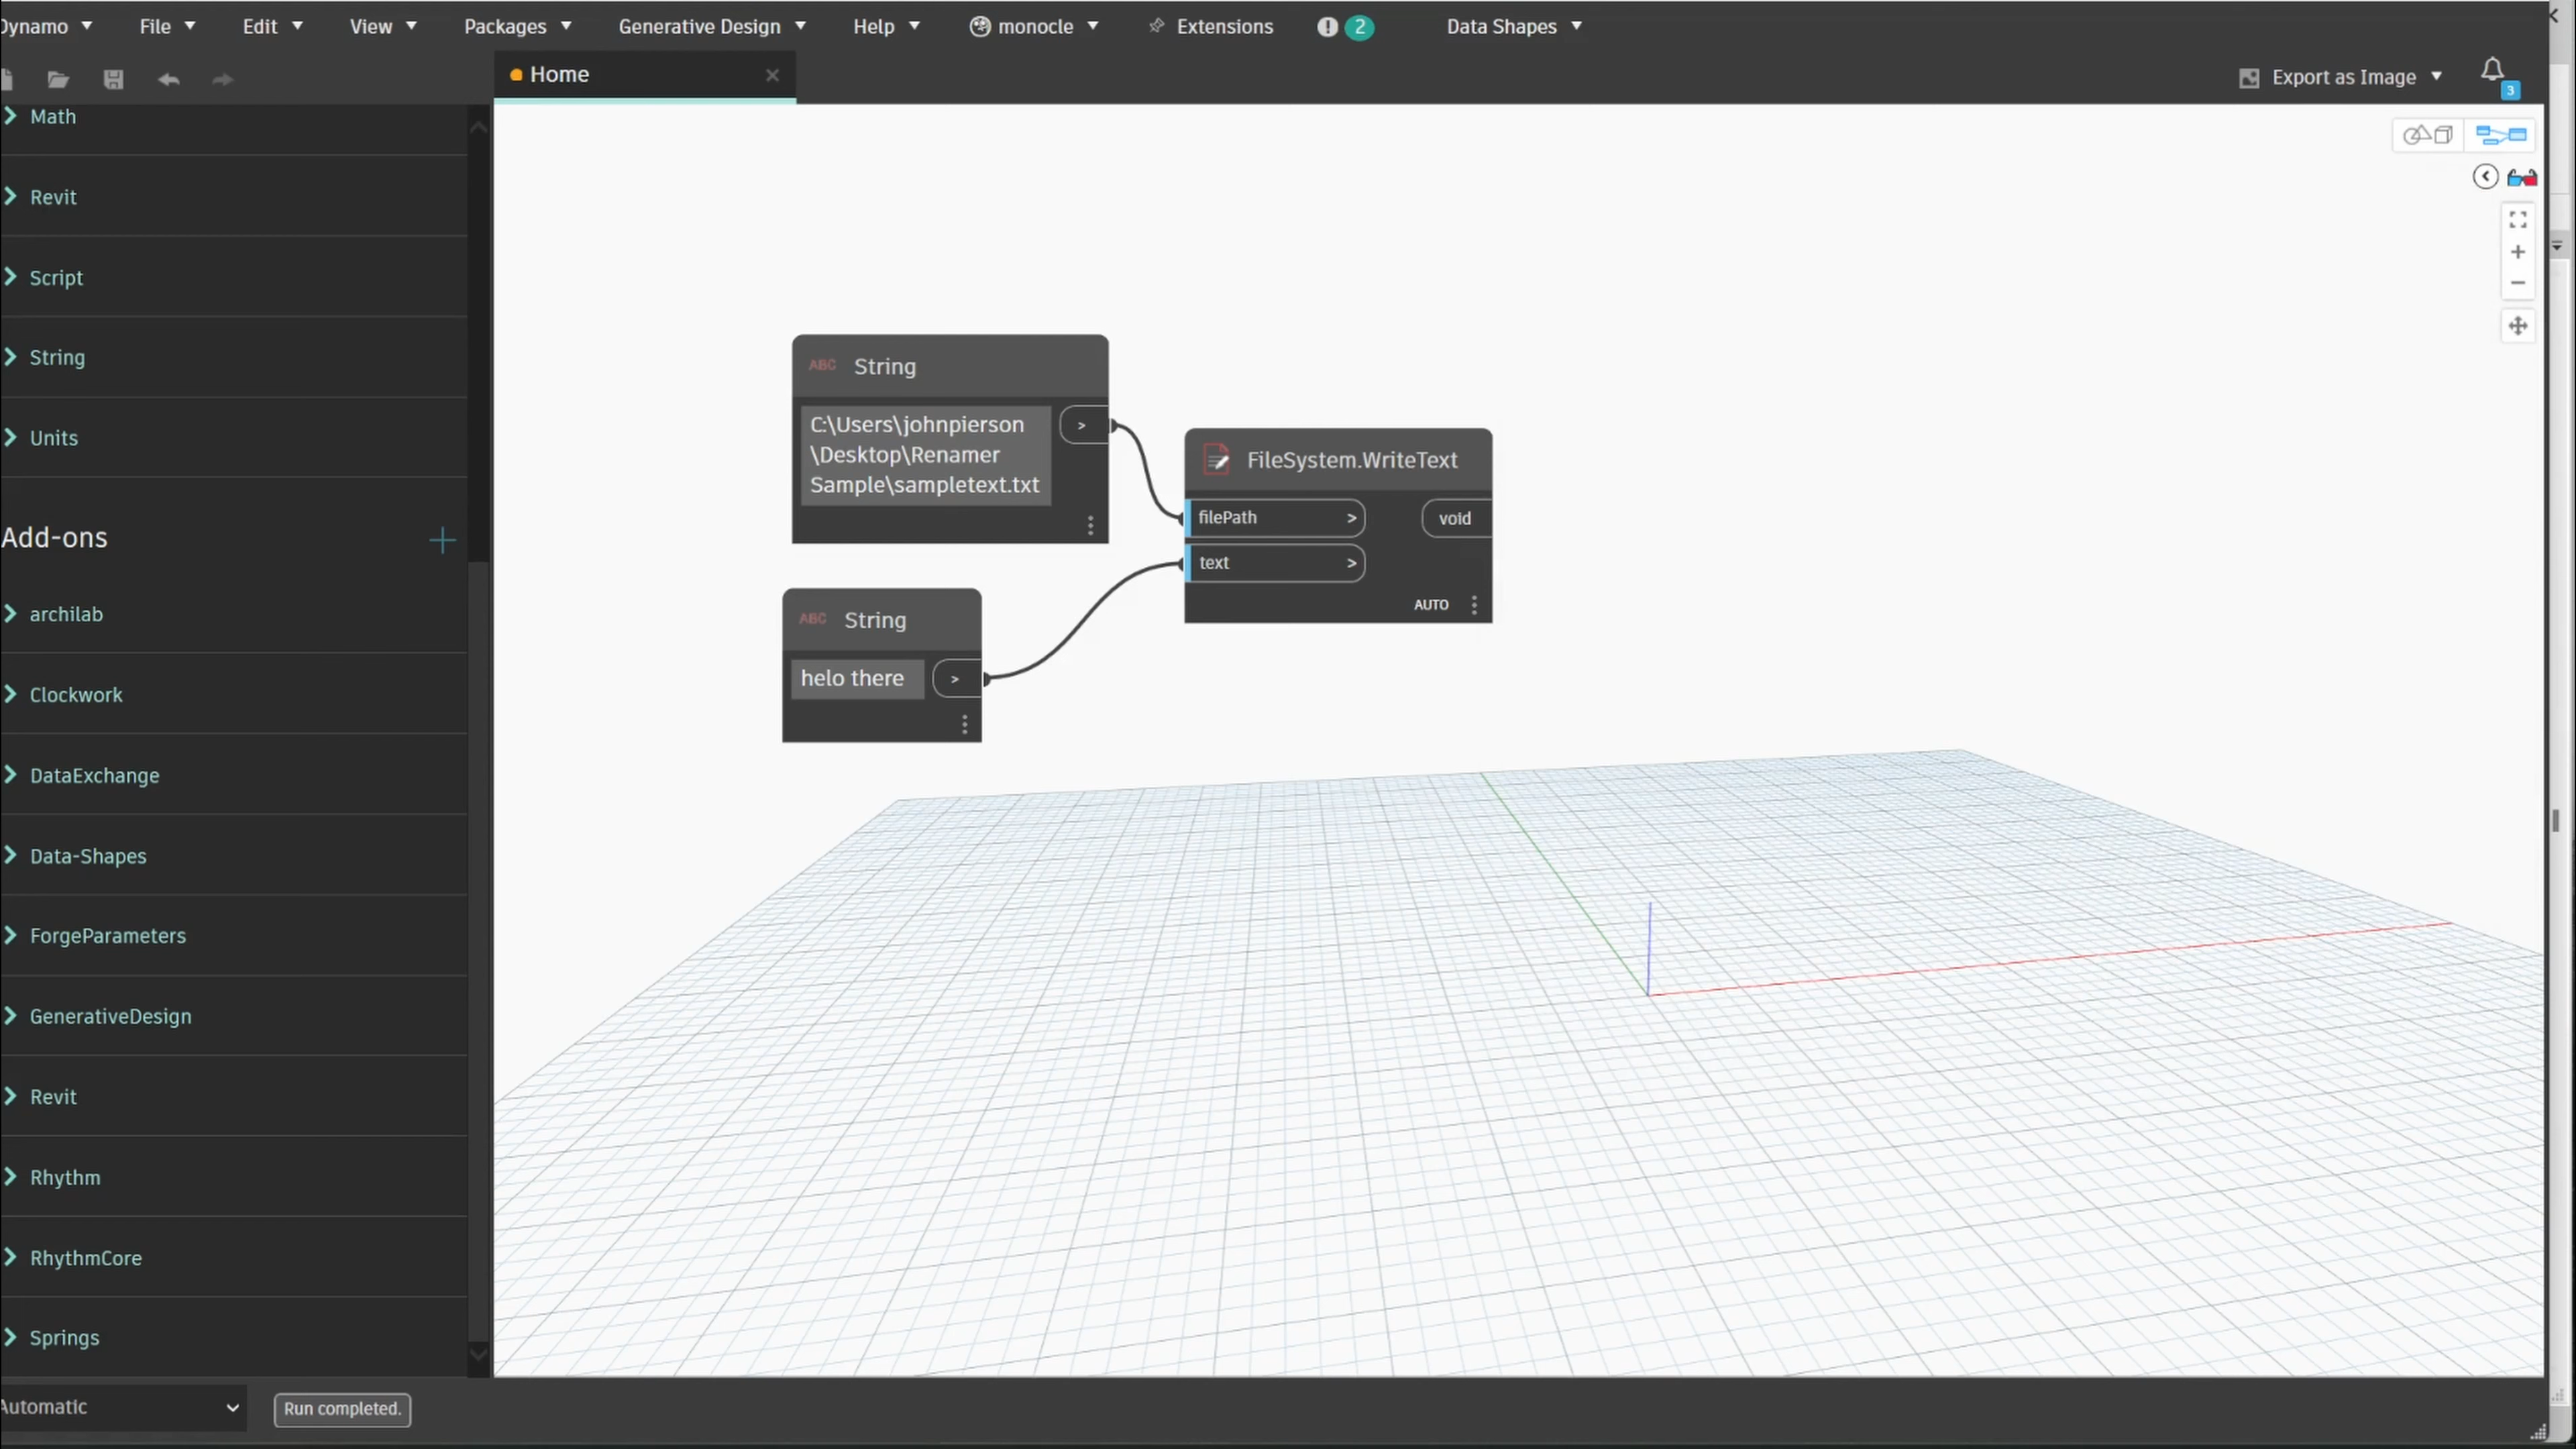 Dynamo File Edit View Packages Generative Design Help monocle Extensions 2 Data Shapes
Home Export as Image 3
Math
Revit
Script
String
Units
Add-ons
archilab
Clockwork
DataExchange
Data-Shapes
ForgeParameters
GenerativeDesign
Revit
Rhythm
RhythmCore
Springs
ABC String
C:\Users\johnpierson
\Desktop\Renamer
Sample\sampletext.txt
>
ABC String
helo there >
FileSystem.WriteText
filePath > void
text >
AUTO
Automatic Run completed.